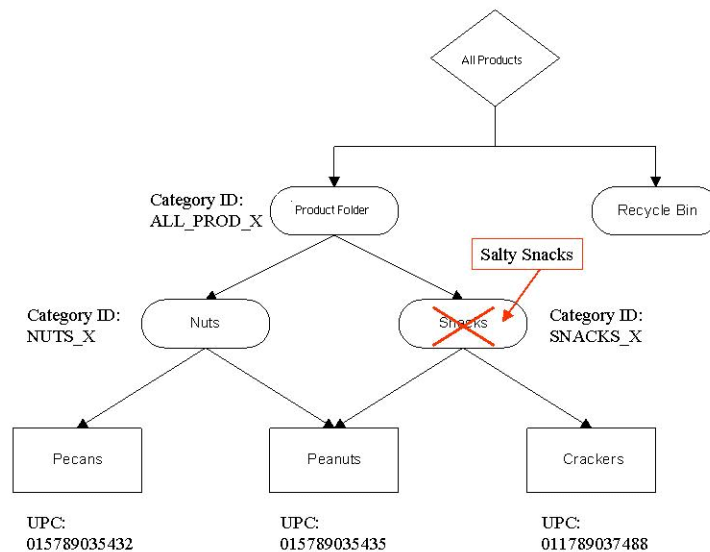 All Products
Category ID:
ALL_PROD_X
Product Folder
Recycle Bin
Salty Snacks
Category ID:
NUTS_X
Nuts
Snacks
Category ID:
SNACKS_X
Pecans
Peanuts
Crackers
UPC:
015789035432
UPC:
015789035435
UPC:
011789037488